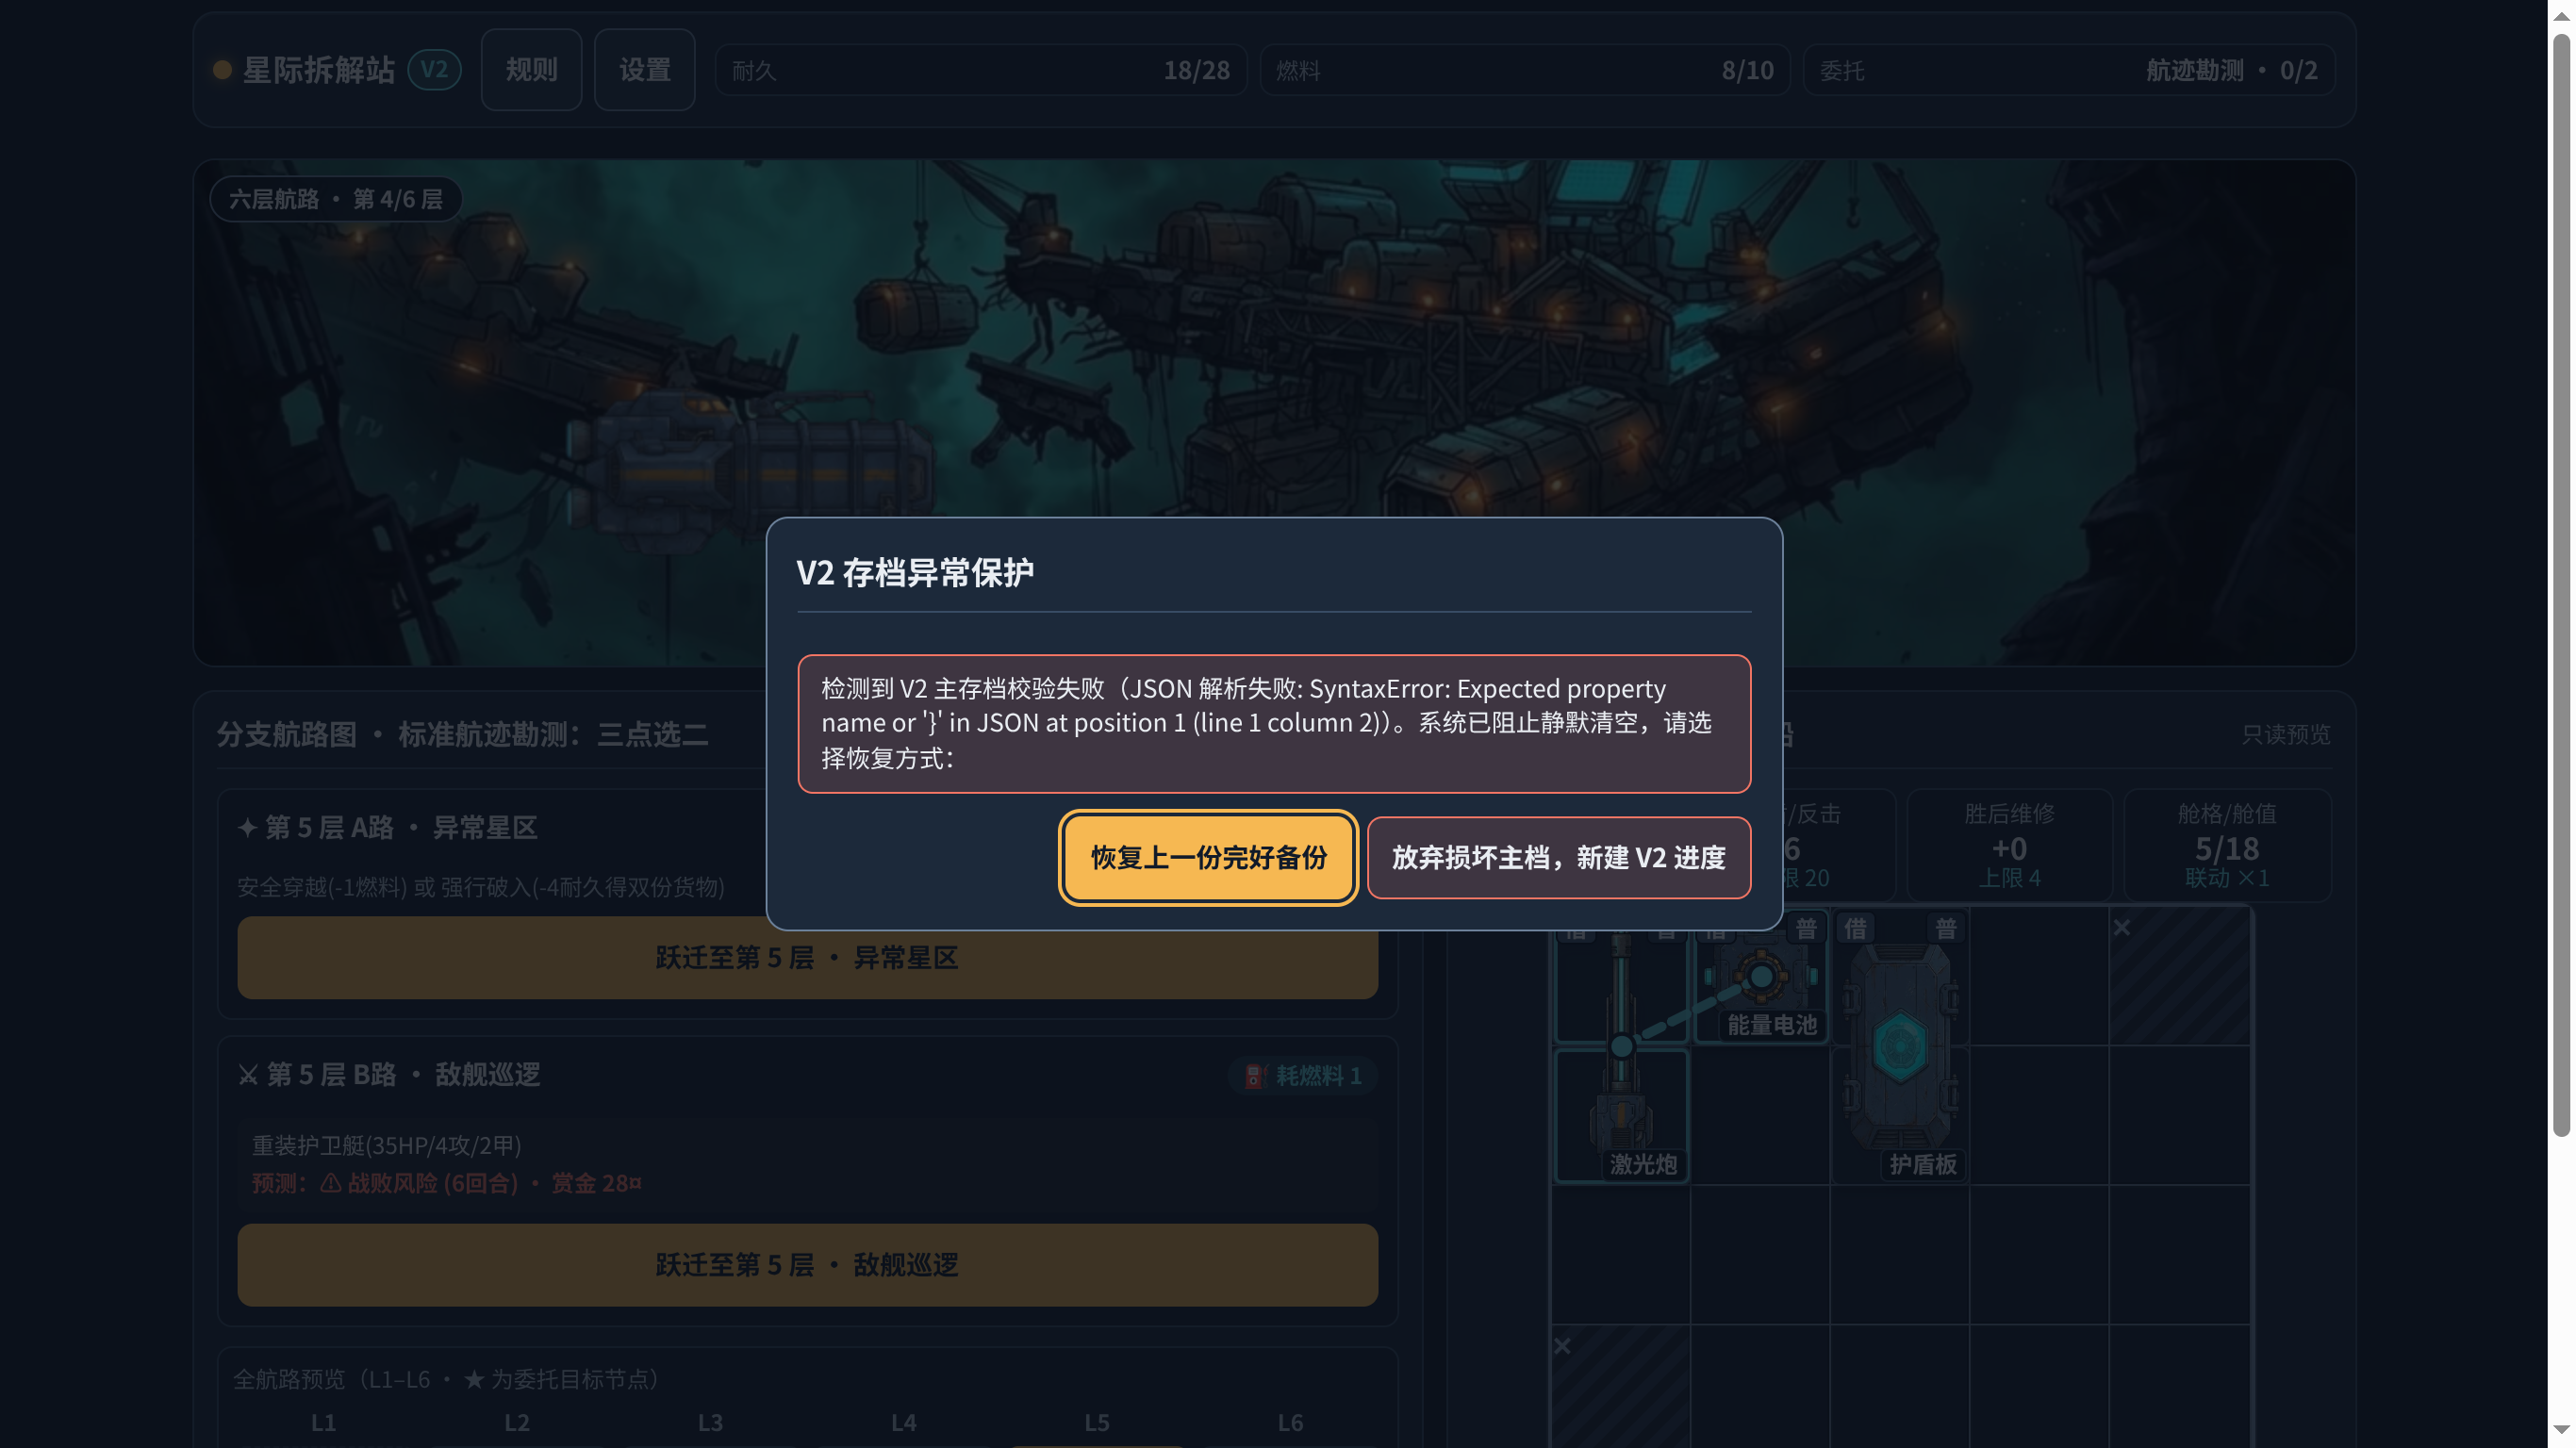 星际拆解站 V2 规则 设置 耐久 18/28 燃料 8/10 委托 航迹勘测 · 0/2
六层航路 · 第 4/6 层
V2 存档异常保护
检测到 V2 主存档校验失败（JSON 解析失败: SyntaxError: Expected property
name or '}' in JSON at position 1 (line 1 column 2)）。系统已阻止静默清空，请选
择恢复方式：
恢复上一份完好备份 放弃损坏主档，新建 V2 进度
分支航路图 · 标准航迹勘测：三点选二
✦ 第 5 层 A路 · 异常星区
安全穿越(-1燃料) 或 强行破入(-4耐久得双份货物)
跃迁至第 5 层 · 异常星区
⚔ 第 5 层 B路 · 敌舰巡逻 ⛽ 耗燃料 1
重装护卫艇(35HP/4攻/2甲)
预测：⚠ 战败风险 (6回合) · 赏金 28¤
跃迁至第 5 层 · 敌舰巡逻
全航路预览（L1–L6 · ★ 为委托目标节点）
L1 L2 L3 L4 L5 L6
只读预览
/反击 胜后维修 舱格/舱值
6 +0 5/18
限 20 上限 4 联动 ×1
普 借 普 ✕
能量电池
激光炮 护盾板
✕